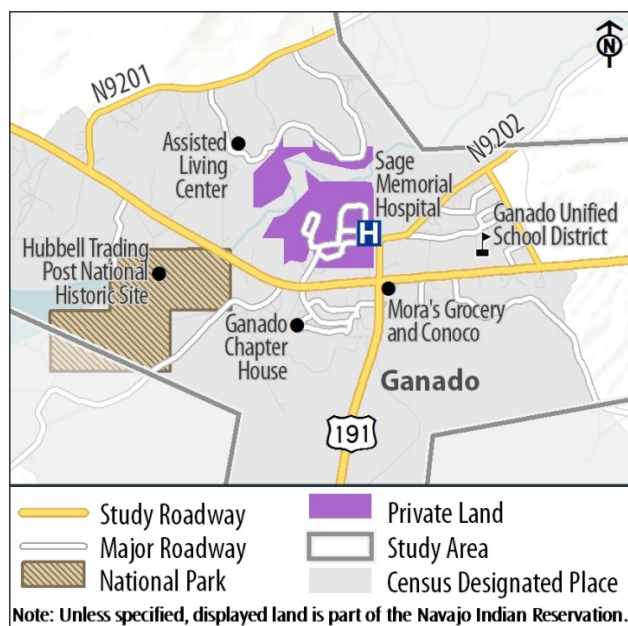 N
N9201
N9202
Assisted
Living
Center
Sage
Memorial
Hospital
H
Ganado Unified
School District
Hubbell Trading
Post National
Historic Site
Mora's Grocery
and Conoco
Ganado
Chapter
House
Ganado
191
Study Roadway
Private Land
Major Roadway
Study Area
National Park
Census Designated Place
Note: Unless specified, displayed land is part of the Navajo Indian Reservation.